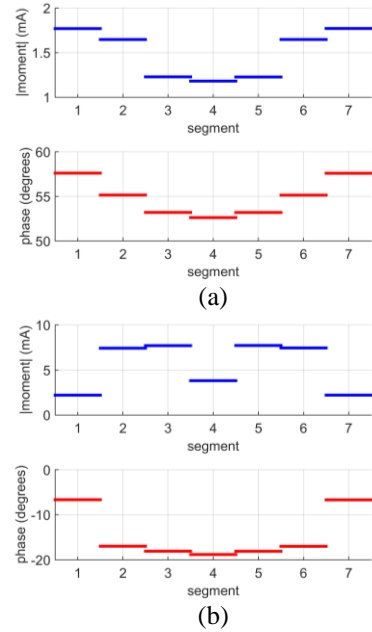 |moment| (mA)
2
1.5
1
1 2 3 4 5 6 7
segment
phase (degrees)
60
55
50
1 2 3 4 5 6 7
segment
(a)
|moment| (mA)
10
5
0
1 2 3 4 5 6 7
segment
phase (degrees)
0
-10
-20
1 2 3 4 5 6 7
segment
(b)